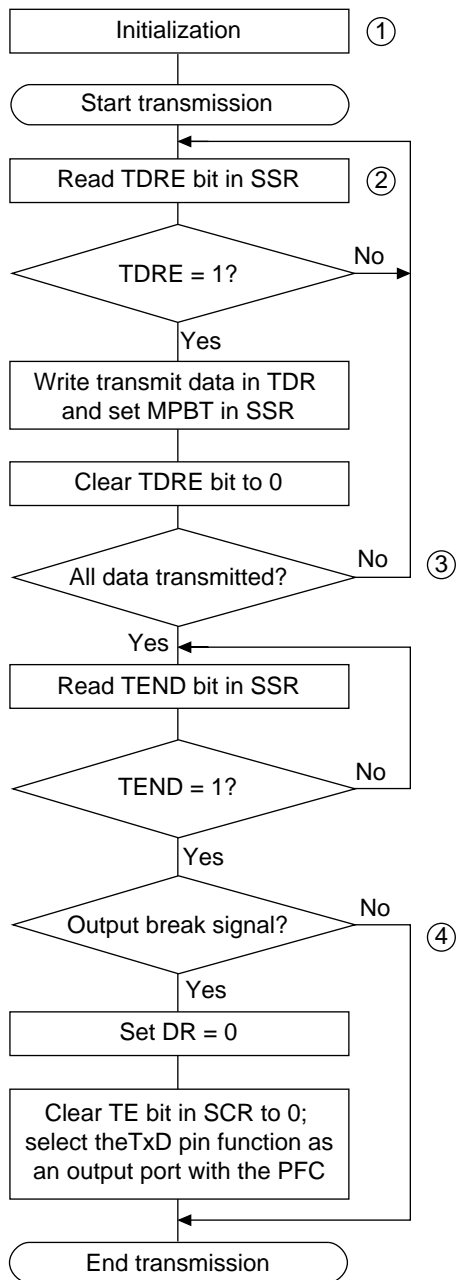 Initialization
①
Start transmission
Read TDRE bit in SSR
②
TDRE = 1?
No
Yes
Write transmit data in TDR
and set MPBT in SSR
Clear TDRE bit to 0
All data transmitted?
No
③
Yes
Read TEND bit in SSR
TEND = 1?
No
Yes
Output break signal?
No
④
Yes
Set DR = 0
Clear TE bit in SCR to 0;
select theTxD pin function as
an output port with the PFC
End transmission